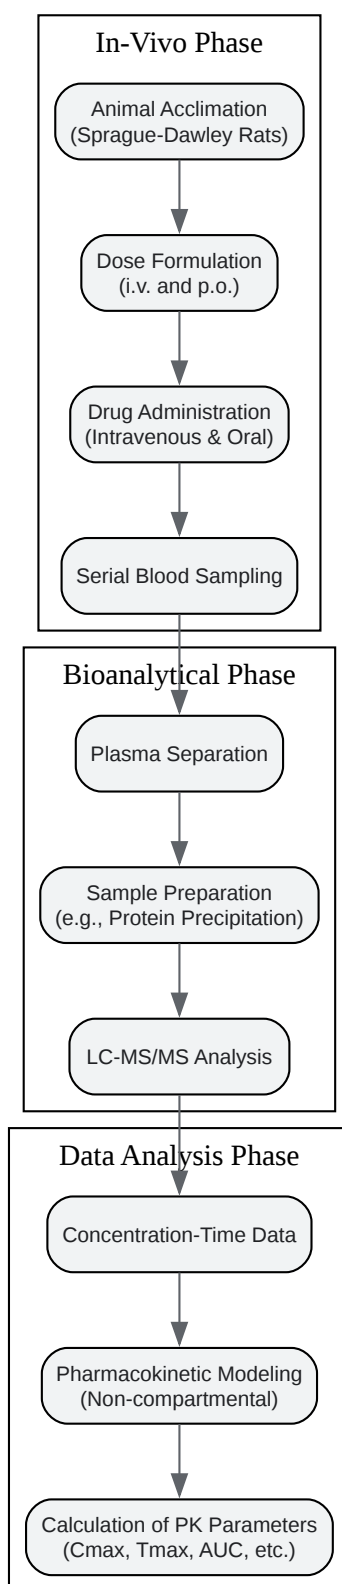 In-Vivo Phase
Animal Acclimation
(Sprague-Dawley Rats)
Dose Formulation
(i.v. and p.o.)
Drug Administration
(Intravenous & Oral)
Serial Blood Sampling
Bioanalytical Phase
Plasma Separation
Sample Preparation
(e.g., Protein Precipitation)
LC-MS/MS Analysis
Data Analysis Phase
Concentration-Time Data
Pharmacokinetic Modeling
(Non-compartmental)
Calculation of PK Parameters
(Cmax, Tmax, AUC, etc.)